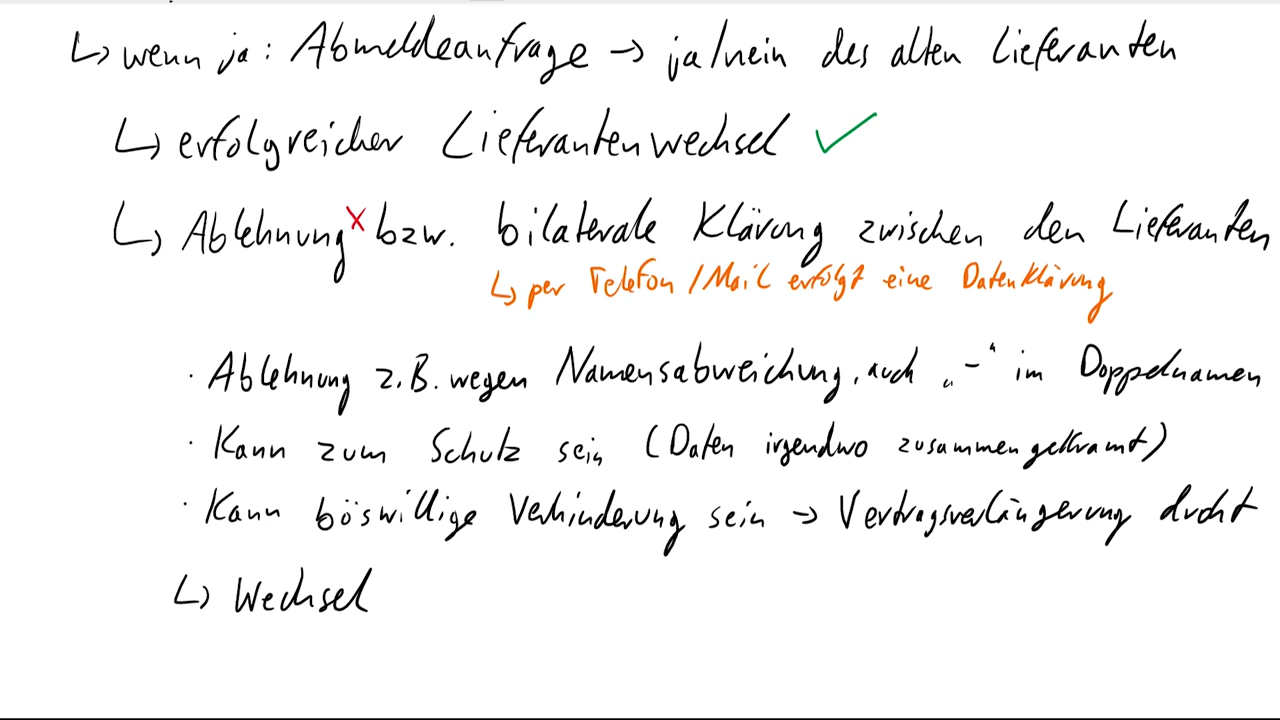 ↳ wenn ja: Abmeldeanfrage → ja/nein des alten Lieferanten
↳ erfolgreicher Lieferantenwechsel ✓
↳ Ablehnung x bzw. bilaterale Klärung zwischen den Lieferanten
↳ per Telefon/Mail erfolgt eine Datenklärung
· Ablehnung z.B. wegen Namensabweichung, auch „-“ im Doppelnamen
· Kann zum Schutz sein (Daten irgendwo zusammengekramt)
· Kann böswillige Verhinderung sein → Vertragsverlängerung droht
↳ Wechsel